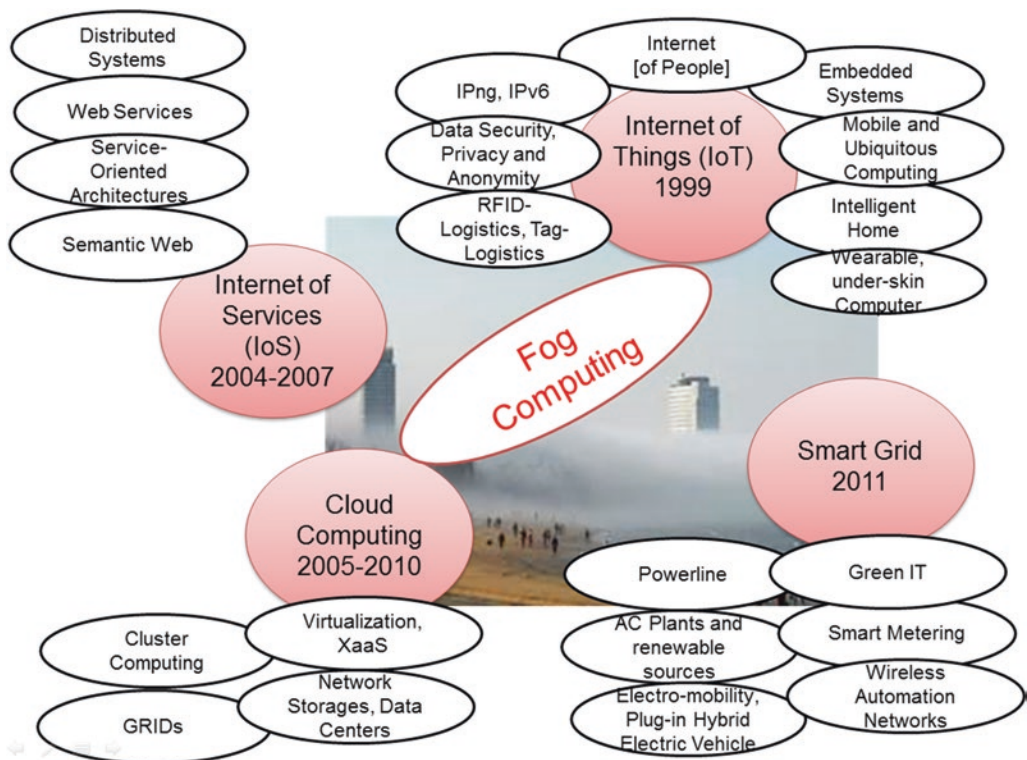 Distributed
Systems
Web Services
Service-
Oriented
Architectures
Semantic Web
Internet of
Services
(IoS)
2004-2007
Internet
[of People]
IPng, IPv6
Data Security,
Privacy and
Anonymity
RFID-
Logistics, Tag-
Logistics
Internet of
Things (IoT)
1999
Embedded
Systems
Mobile and
Ubiquitous
Computing
Intelligent
Home
Wearable,
under-skin
Computer
Fog
Computing
Cloud
Computing
2005-2010
Cluster
Computing
Virtualization,
XaaS
GRIDs
Network
Storages, Data
Centers
Smart Grid
2011
Powerline
Green IT
AC Plants and
renewable
sources
Smart Metering
Electro-mobility,
Plug-in Hybrid
Electric Vehicle
Wireless
Automation
Networks